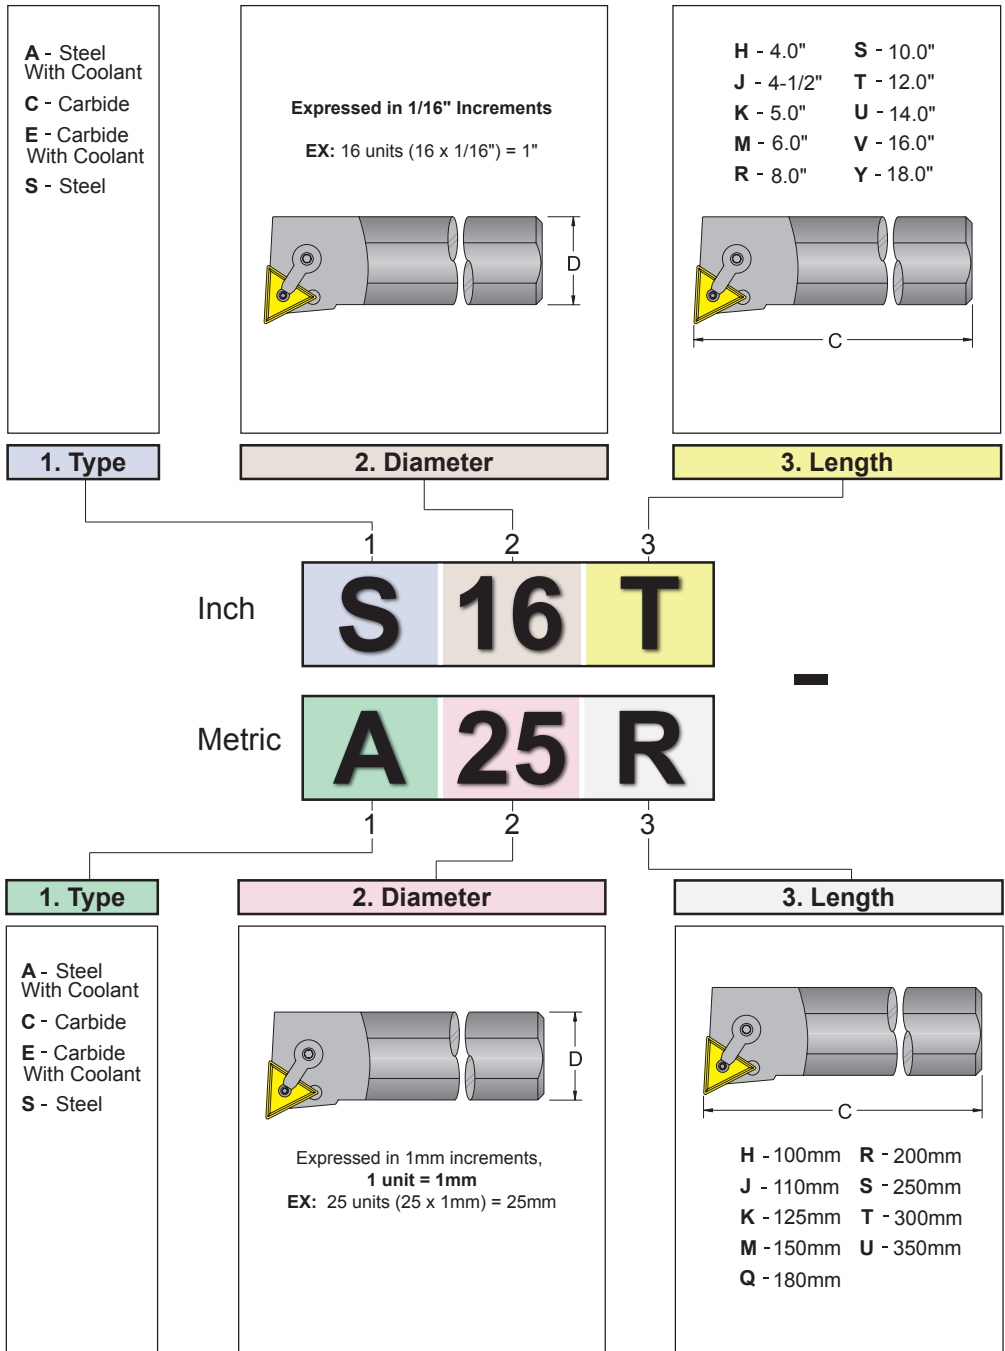 A - Steel
With Coolant
C - Carbide
E - Carbide
With Coolant
S - Steel
Expressed in 1/16" Increments
EX: 16 units (16 x 1/16") = 1"
D
H - 4.0" S - 10.0"
J - 4-1/2" T - 12.0"
K - 5.0" U - 14.0"
M - 6.0" V - 16.0"
R - 8.0" Y - 18.0"
C
1. Type
2. Diameter
3. Length
1 2 3
Inch S 16 T
-
Metric A 25 R
1 2 3
1. Type
2. Diameter
3. Length
A - Steel
With Coolant
C - Carbide
E - Carbide
With Coolant
S - Steel
D
Expressed in 1mm increments,
1 unit = 1mm
EX: 25 units (25 x 1mm) = 25mm
C
H - 100mm R - 200mm
J - 110mm S - 250mm
K - 125mm T - 300mm
M - 150mm U - 350mm
Q - 180mm